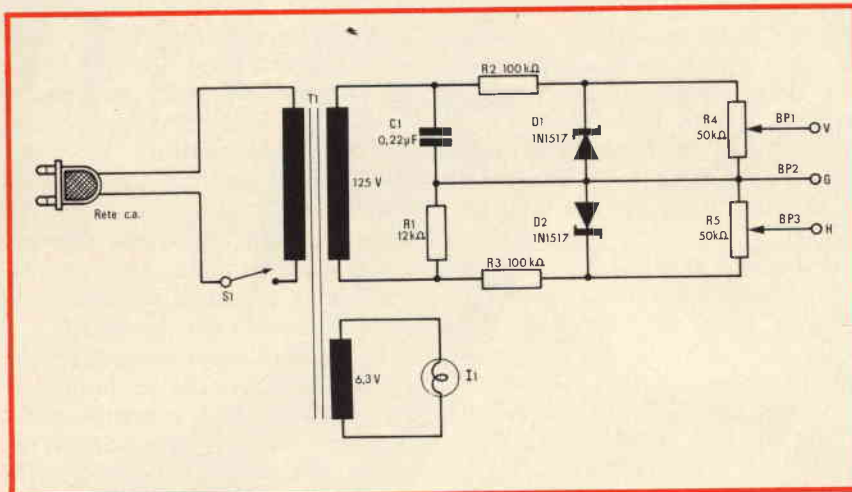 T1
R2 100kΩ
C1
0,22µF
D1
1N1517
R4
50kΩ
BP1
V
Rete c.a.
125 V
BP2
G
R1
12kΩ
D2
1N1517
R5
50kΩ
BP3
H
R3 100kΩ
S1
6,3 V
I1